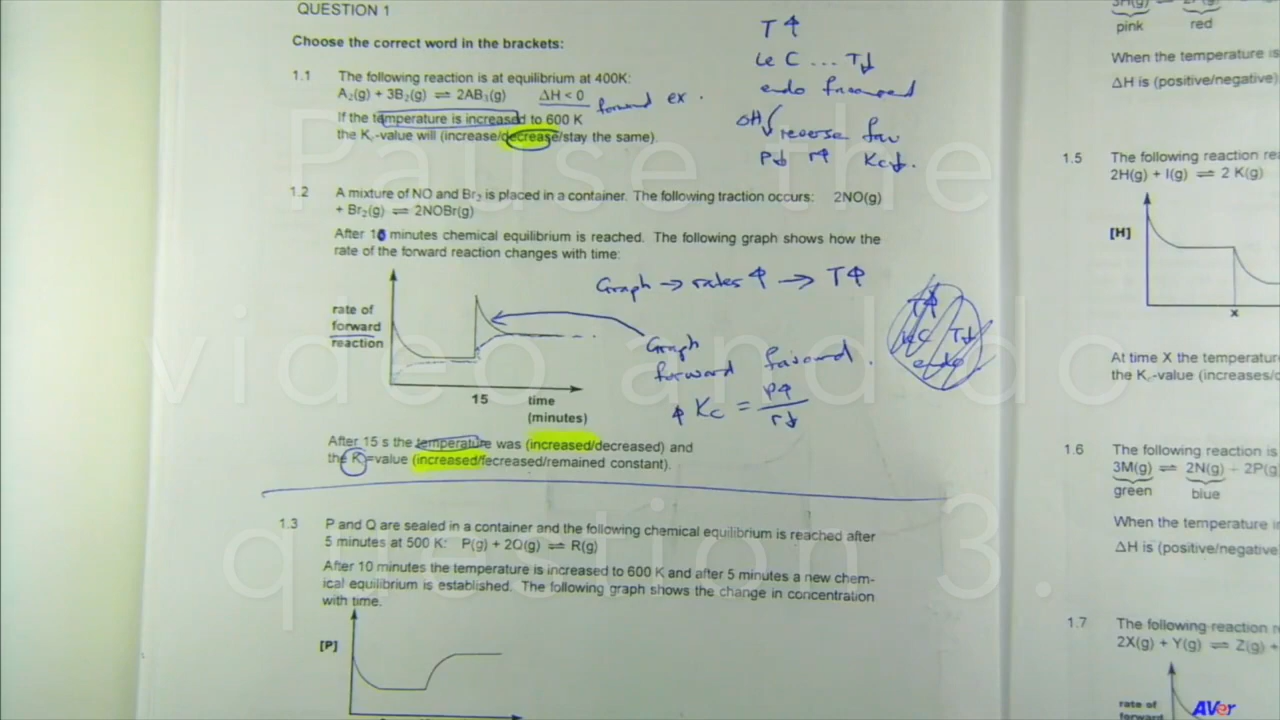 QUESTION 1
Choose the correct word in the brackets:
1.1 The following reaction is at equilibrium at 400K:
A₂(g) + 3B₂(g) ⇌ 2AB₃(g) ΔH < 0 forward ex.
If the temperature is increased to 600 K
the Kc-value will (increase/decrease/stay the same).
T↑
Le C ... T↓
endo favoured
ΔH reverse fav
P↓ r↑ Kc↓.
1.2 A mixture of NO and Br₂ is placed in a container. The following traction occurs: 2NO(g)
+ Br₂(g) ⇌ 2NOBr(g)
After 10 minutes chemical equilibrium is reached. The following graph shows how the
rate of the forward reaction changes with time:
Graph → rates ↑ → T↑
rate of
forward
reaction
15 time
(minutes)
Graph
forward favoured.
↑ Kc = P↑
r↓
T↑
LC T↓
endo
After 15 s the temperature was (increased/decreased) and
the K =value (increased/fecreased/remained constant).
1.3 P and Q are sealed in a container and the following chemical equilibrium is reached after
5 minutes at 500 K: P(g) + 2Q(g) ⇌ R(g)
After 10 minutes the temperature is increased to 600 K and after 5 minutes a new chem-
ical equilibrium is established. The following graph shows the change in concentration
with time.
[P]
pink red
When the temperature is
ΔH is (positive/negative)
1.5 The following reaction re
2H(g) + I(g) ⇌ 2 K(g)
[H]
x
At time X the temperatur
the Kc-value (increases/
1.6 The following reaction is
3M(g) ⇌ 2N(g) + 2P(g
green blue
When the temperature i
ΔH is (positive/negative
1.7 The following reaction r
2X(g) + Y(g) ⇌ Z(g) +
rate of
forward
Pause the
video and do
question 3.
AVer